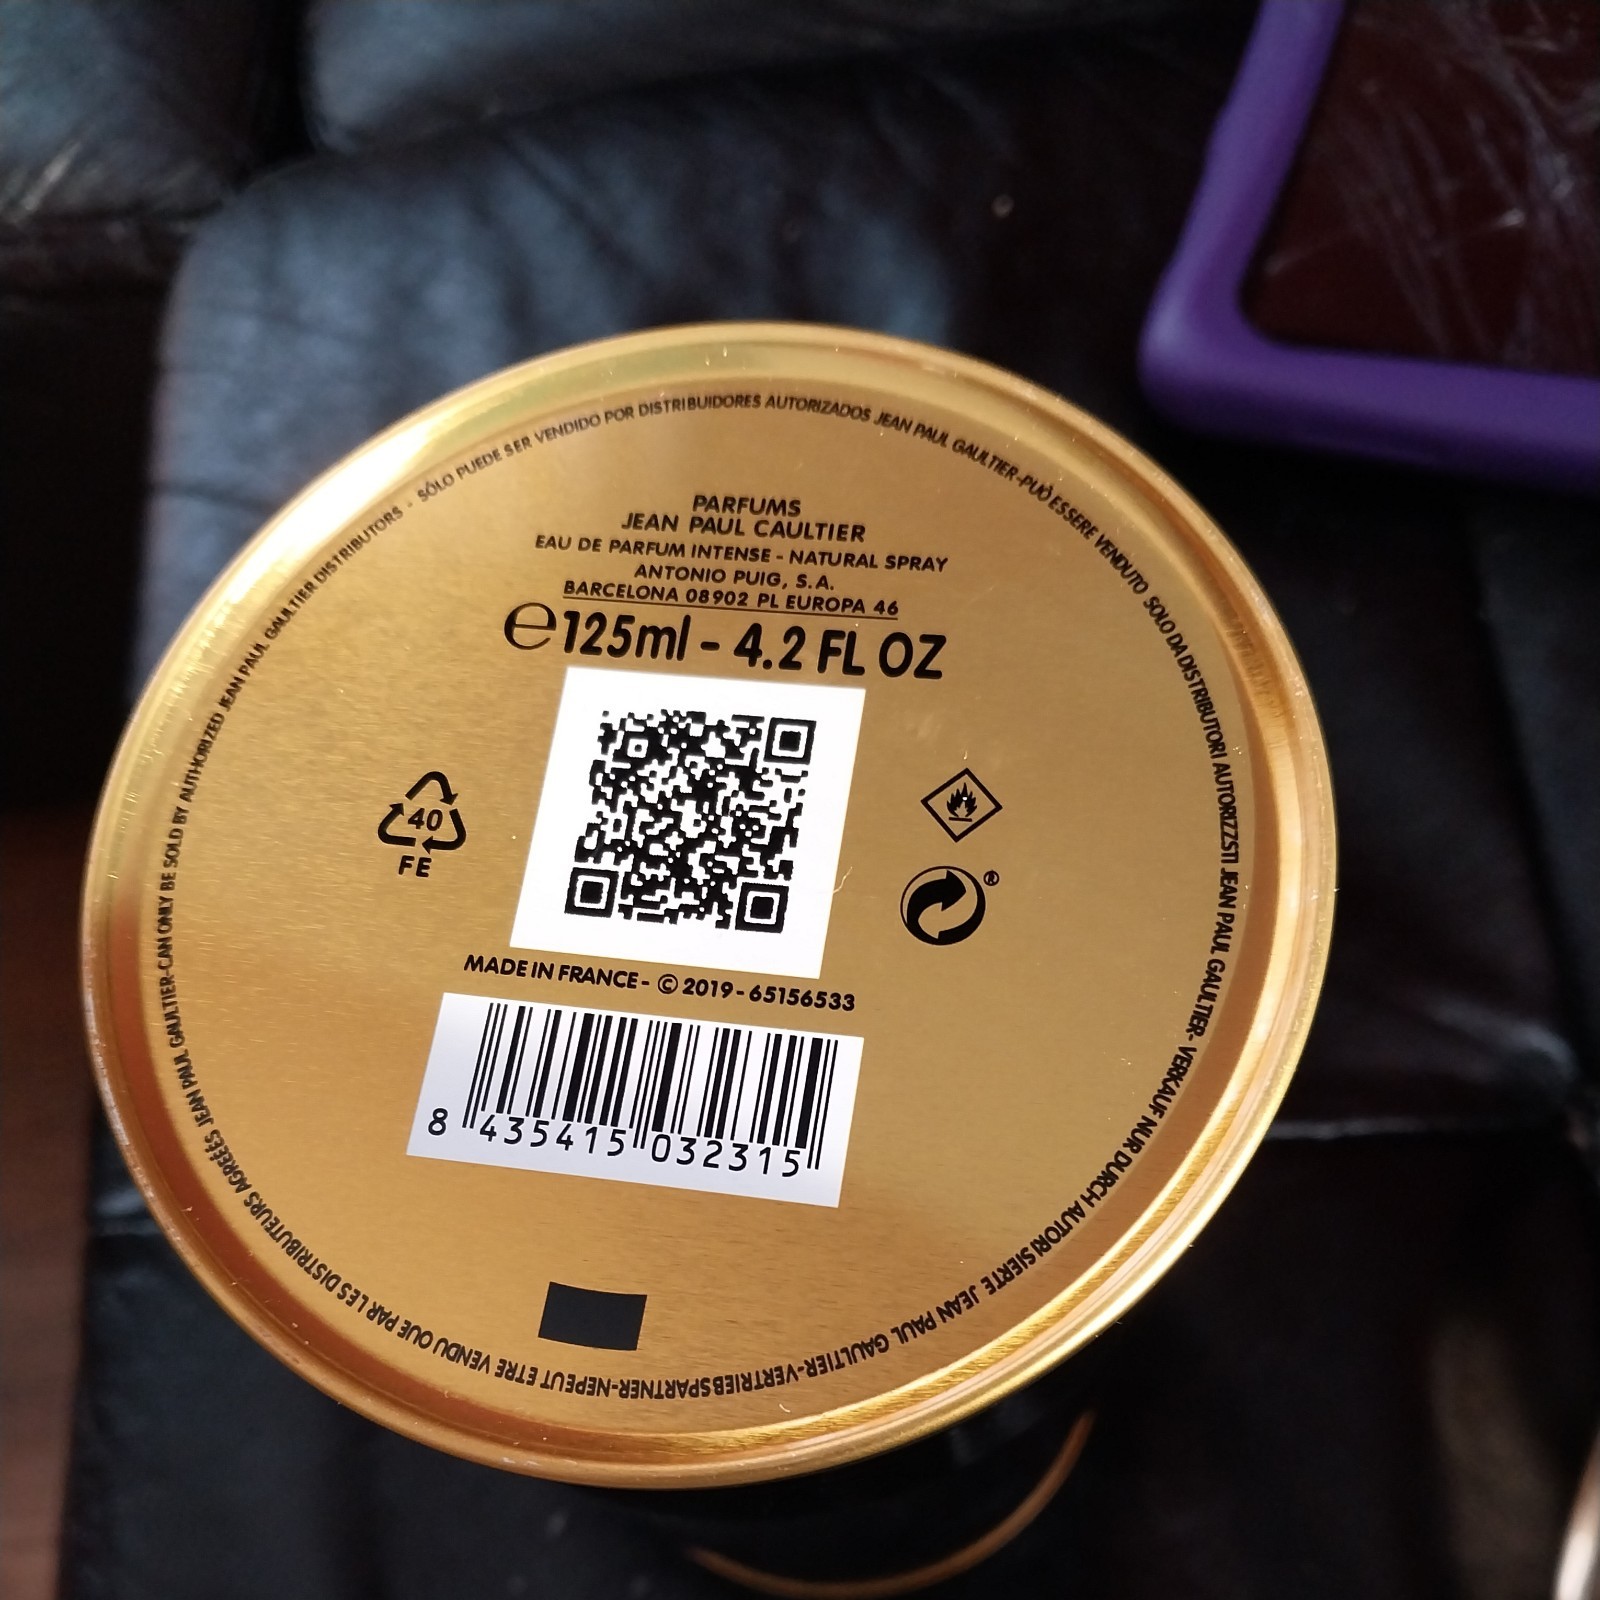 PARFUMS
JEAN PAUL CAULTIER
EAU DE PARFUM INTENSE - NATURAL SPRAY
ANTONIO PUIG, S.A.
BARCELONA 08902 PL EUROPA 46
℮125ml - 4.2 FL OZ
40
FE
®
MADE IN FRANCE - © 2019 - 65156533
8 435415 032315
SÔLO PUEDE SER VENDIDO POR DISTRIBUIDORES AUTORIZADOS JEAN PAUL GAULTIER-PUÒ ESSERE VENDUTO SOLO DA DISTRIBUTORI AUTORIZZSTI JEAN PAUL GAULTIER- VERKAUF NUR DURCH AUTORISIERTE JEAN PAUL GAULTIER-VERTRIEBSPARTNER-NEPEUT ETRE VENDU QUE PAR LES DISTRIBUTEURS AGREÉÉS JEAN PAUL GAULTIER-CAN ONLY BE SOLD BY AUTHORIZED JEAN PAUL GAULTIER DISTRIBUTORS -